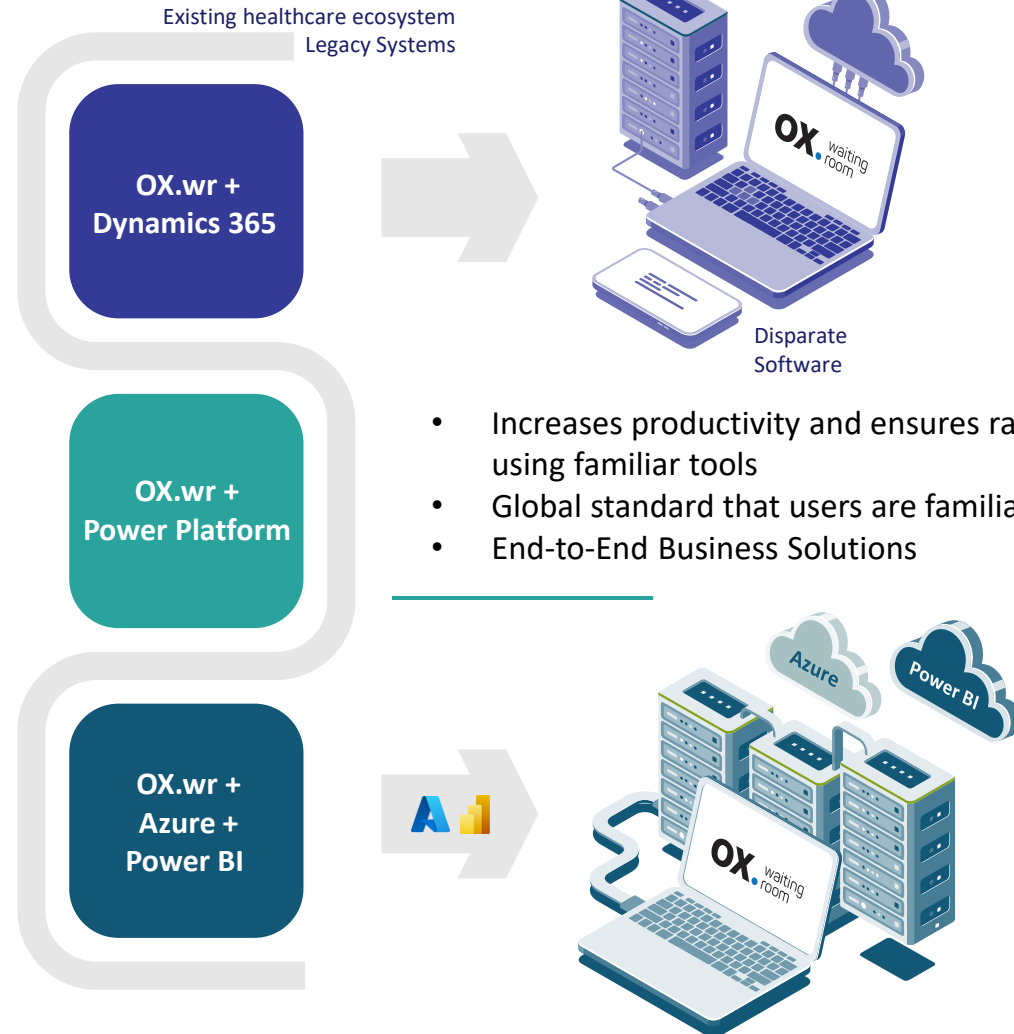 Existing healthcare ecosystem
Legacy Systems
OX.wr +
Dynamics 365
OX. waiting
room
Disparate
Software
OX.wr +
Power Platform
• Increases productivity and ensures
using familiar tools
• Global standard that users are
• End-to-End Business Solutions
Azure
Power BI
OX.wr +
Azure +
Power BI
OX. waiting
room